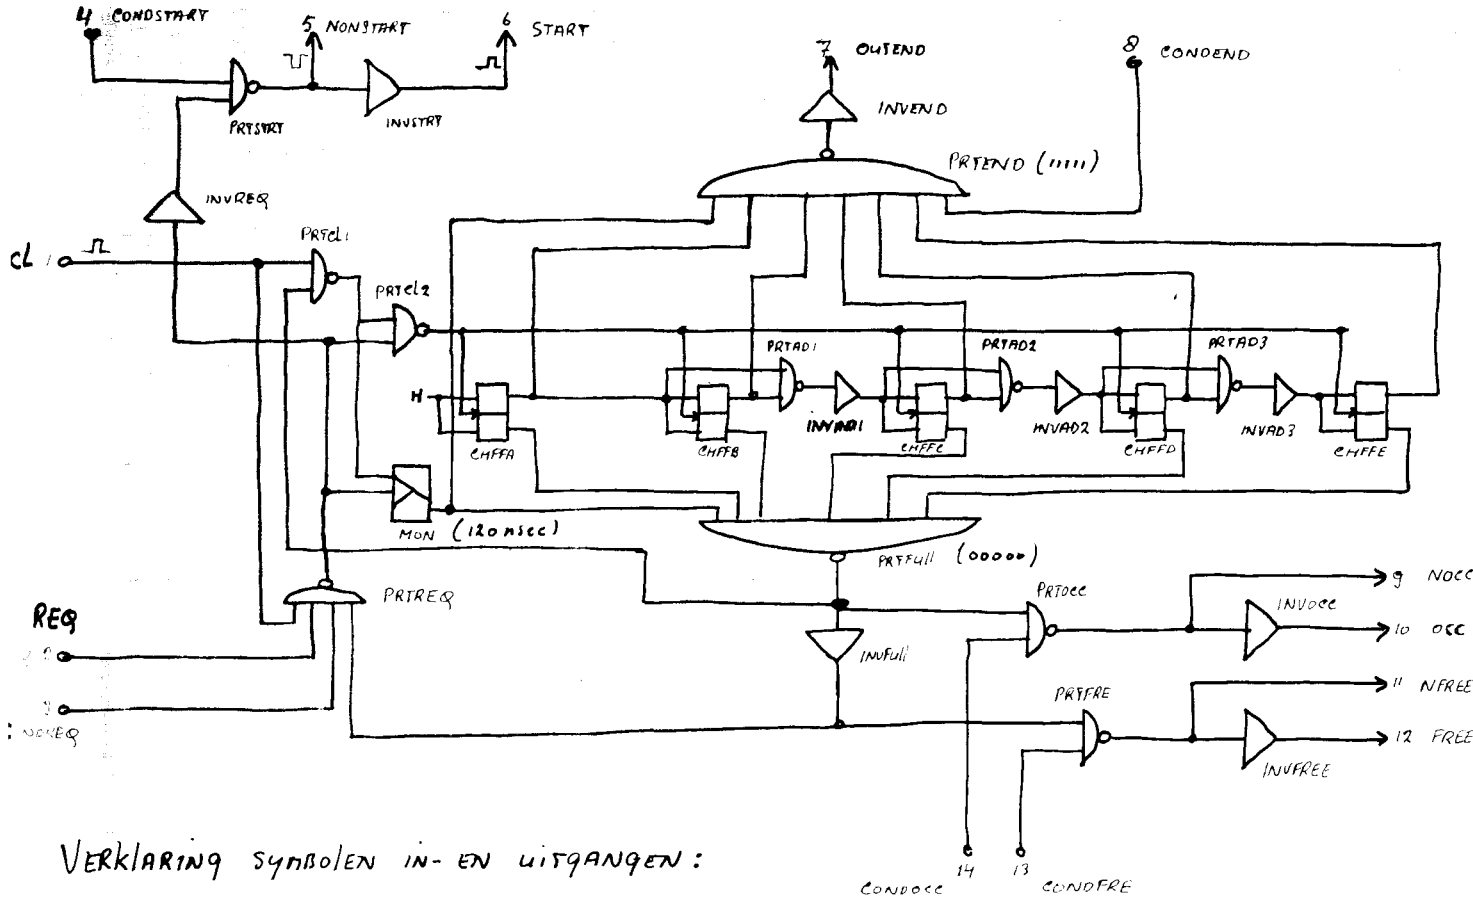 4 CONDSTART
5 NONSTART
6 START
7 OUTEND
8 CONDEND
PRTSTRT
INVSTRT
INVEND
PRTEND (11111)
INVREQ
CL 1
PRTCL1
PRTCL2
PRTAD1
PRTAD2
PRTAD3
H
INVAD1
INVAD2
INVAD3
CHFFA
CHFFB
CHFFC
CHFFD
CHFFE
MON (120 nsec)
PRTFull (00000)
PRTREQ
PRTOCC
9 NOCC
INVOCC
10 OCC
REQ
INVFull
PRTFRE
11 NFREE
: NOREQ
12 FREE
INVFREE
VERKLARING SYMBOLEN IN- EN UITGANGEN:
14
13
CONDOCC
CONDFRE